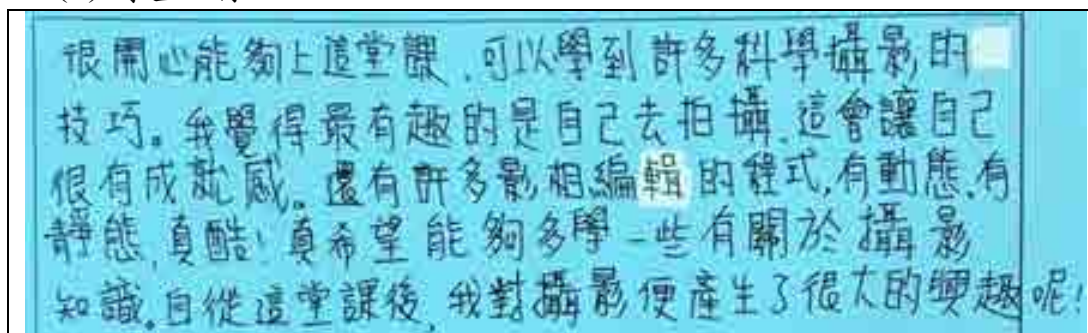 很開心能夠上這堂課,可以學到許多科學攝影的
技巧。我覺得最有趣的是自己去拍攝,這會讓自己
很有成就感。還有許多影相編輯的程式,有動態,有
靜態,真酷!真希望能夠多學一些有關於攝影
知識。自從這堂課後,我對攝影便產生了很大的興趣呢!